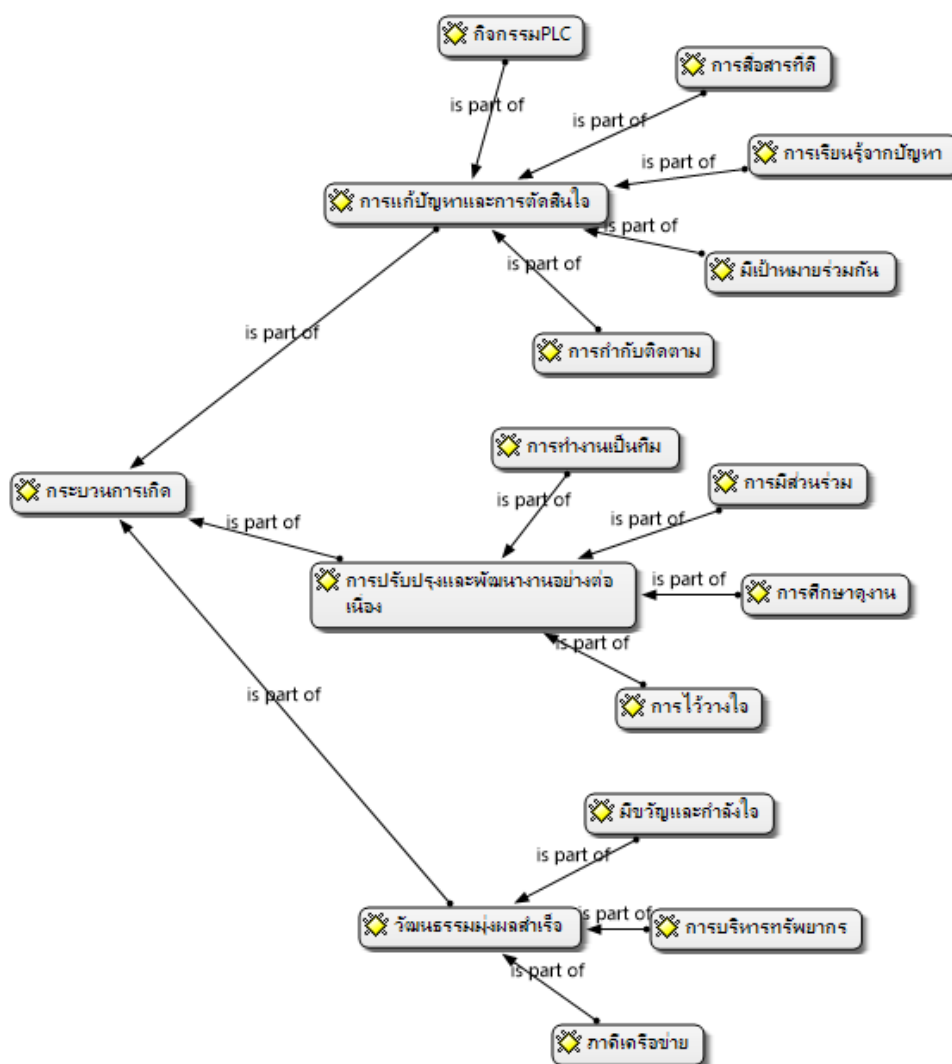 กิจกรรมPLC
การสื่อสารที่ดี
is part of
is part of
is part of
การเรียนรู้จากปัญหา
การแก้ปัญหาและการตัดสินใจ
is part of
is part of
มีเป้าหมายร่วมกัน
is part of
การกำกับติดตาม
การทำงานเป็นทีม
กระบวนการเกิด
การมีส่วนร่วม
is part of
is part of
is part of
การปรับปรุงและพัฒนางานอย่างต่อ
เนื่อง
is part of
การศึกษาดูงาน
is part of
is part of
การไว้วางใจ
มีขวัญและกำลังใจ
is part of
วัฒนธรรมมุ่งผลสำเร็จ
is part of
การบริหารทรัพยากร
is part of
ภาคีเครือข่าย